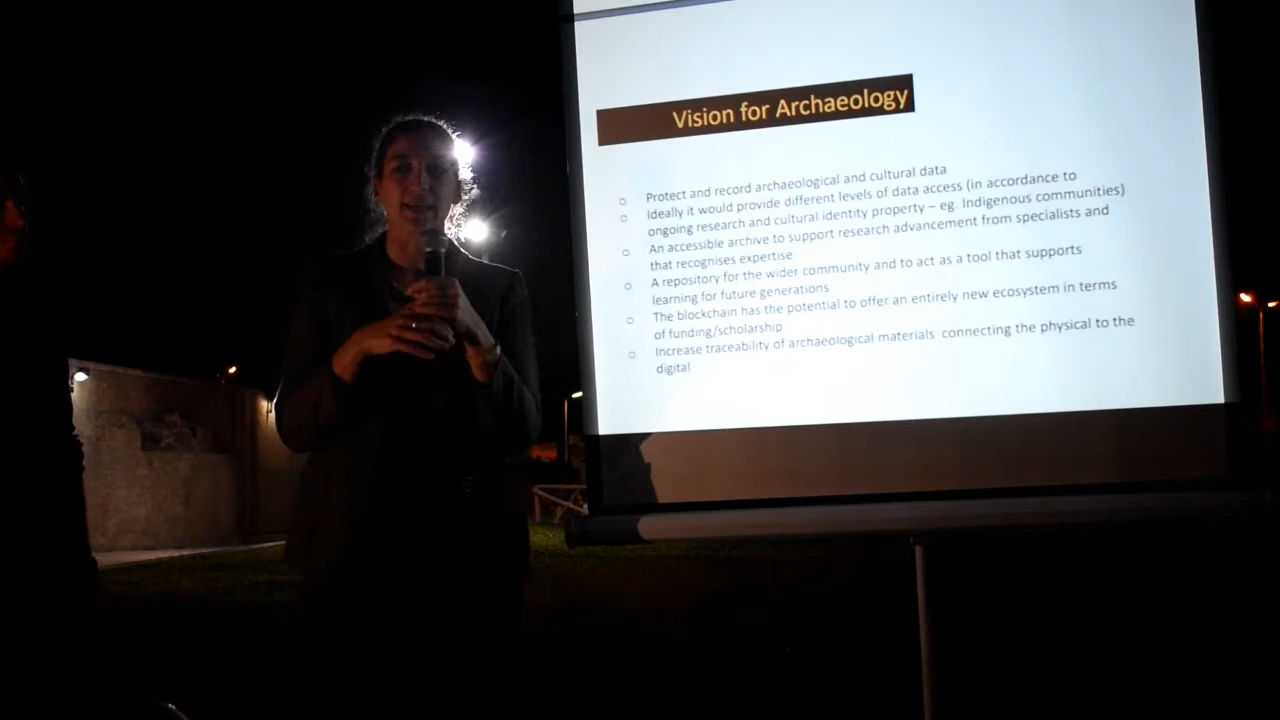 Vision for Archaeology
○ Protect and record archaeological and cultural data
○ Ideally it would provide different levels of data access (in accordance to
ongoing research and cultural identity property – eg. Indigenous communities)
○ An accessible archive to support research advancement from specialists and
that recognises expertise
○ A repository for the wider community and to act as a tool that supports
learning for future generations
○ The blockchain has the potential to offer an entirely new ecosystem in terms
of funding/scholarship
○ Increase traceability of archaeological materials connecting the physical to the
digital